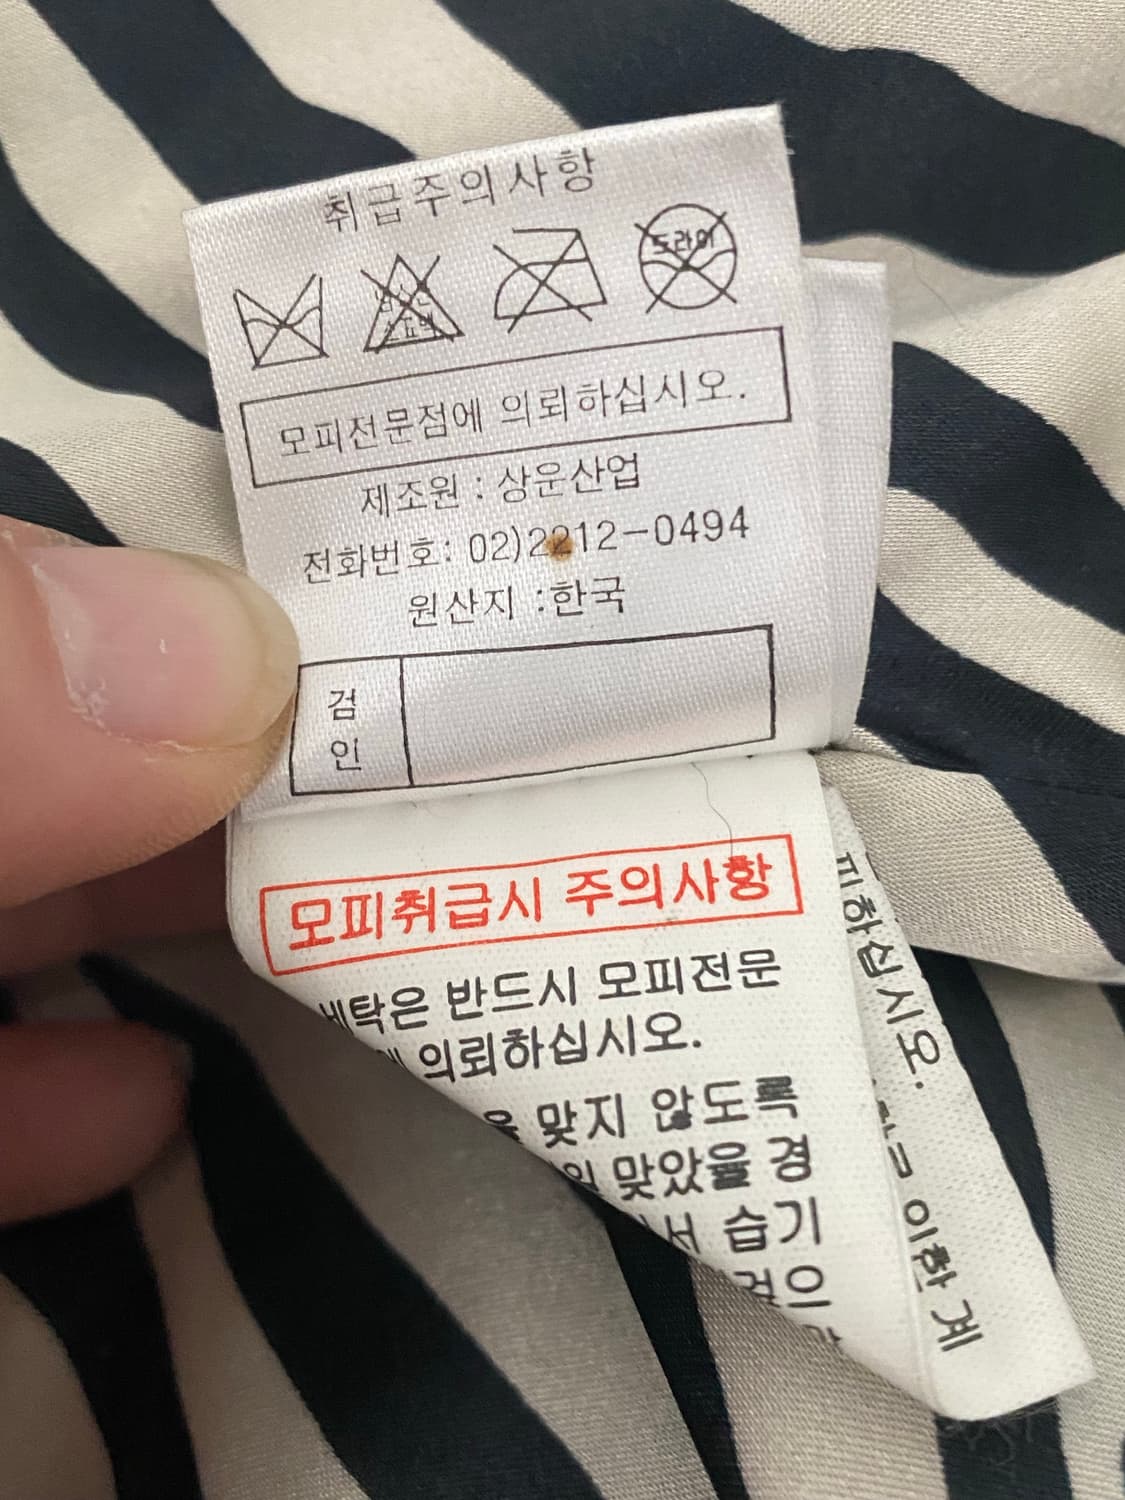 취급주의사항
드라이
모피전문점에 의뢰하십시오.
제조원 : 상운산업
전화번호: 02)2212-0494
원산지 :한국
검인
모피취급시 주의사항
세탁은 반드시 모피전문
의뢰하십시오.
을 맞지 않도록
맞았을 경
서 습기
피하십시오.
이한 계